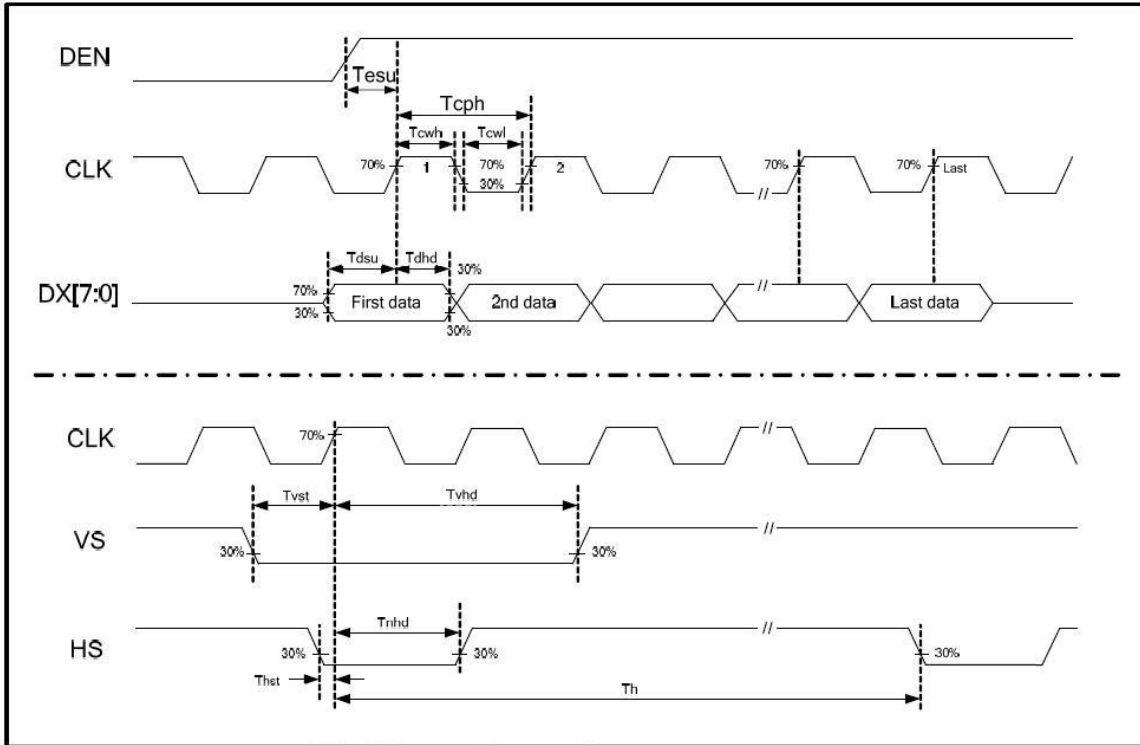 DEN
Tesu
Tcph
Tcwh
Tcwl
CLK
70%
1
70%
30%
2
70%
//
70%
Last
Tdsu
Tdhd
30%
DX[7:0]
70%
30%
First data
30%
2nd data
//
Last data
CLK
70%
//
Tvst
Tvhd
VS
30%
30%
//
Thhd
HS
30%
30%
//
30%
Thst
Th